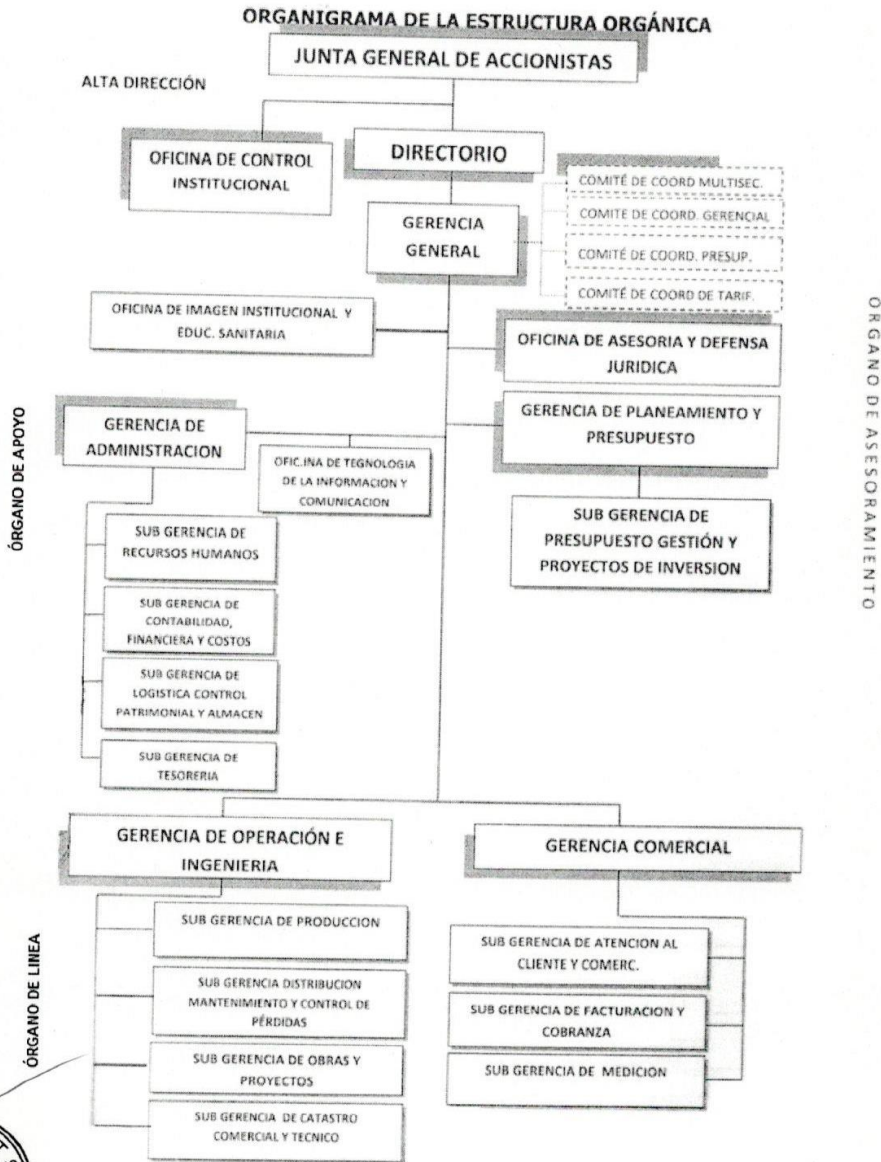 ORGANIGRAMA DE LA ESTRUCTURA ORGÁNICA
JUNTA GENERAL DE ACCIONISTAS
ALTA DIRECCIÓN
OFICINA DE CONTROL
INSTITUCIONAL
DIRECTORIO
COMITÉ DE COORD MULTISEC.
COMITE DE COORD. GERENCIAL
COMITÉ DE COORD. PRESUP.
COMITÉ DE COORD DE TARIF.
GERENCIA
GENERAL
OFICINA DE IMAGEN INSTITUCIONAL Y
EDUC. SANITARIA
OFICINA DE ASESORIA Y DEFENSA
JURIDICA
ORGANO DE ASESORAMIENTO
GERENCIA DE PLANEAMIENTO Y
PRESUPUESTO
SUB GERENCIA DE
PRESUPUESTO GESTIÓN Y
PROYECTOS DE INVERSION
ÓRGANO DE APOYO
GERENCIA DE
ADMINISTRACION
OFIC.INA DE TEGNOLOGIA
DE LA INFORMACION Y
COMUNICACION
SUB GERENCIA DE
RECURSOS HUMANOS
SUB GERENCIA DE
CONTABILIDAD,
FINANCIERA Y COSTOS
SUB GERENCIA DE
LOGISTICA CONTROL
PATRIMONIAL Y ALMACEN
SUB GERENCIA DE
TESORERIA
ÓRGANO DE LINEA
GERENCIA DE OPERACIÓN E
INGENIERIA
SUB GERENCIA DE PRODUCCION
SUB GERENCIA DISTRIBUCION
MANTENIMIENTO Y CONTROL DE
PÉRDIDAS
SUB GERENCIA DE OBRAS Y
PROYECTOS
SUB GERENCIA DE CATASTRO
COMERCIAL Y TECNICO
GERENCIA COMERCIAL
SUB GERENCIA DE ATENCION AL
CLIENTE Y COMERC.
SUB GERENCIA DE FACTURACION Y
COBRANZA
SUB GERENCIA DE MEDICION